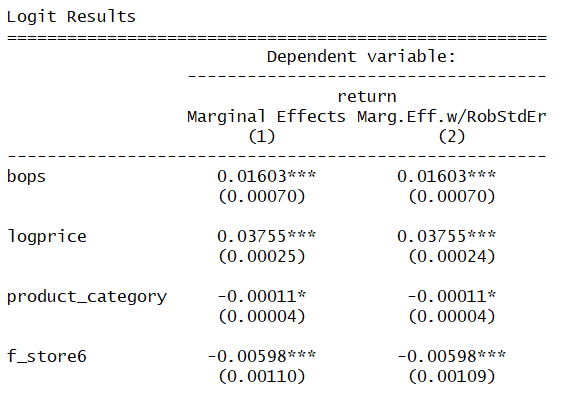 Logit Results
======================================================
Dependent variable:
-----------------------------------
return
Marginal Effects Marg.Eff.w/RobStdEr
(1) (2)
------------------------------------------------------
bops 0.01603*** 0.01603***
(0.00070) (0.00070)
logprice 0.03755*** 0.03755***
(0.00025) (0.00024)
product_category -0.00011* -0.00011*
(0.00004) (0.00004)
f_store6 -0.00598*** -0.00598***
(0.00110) (0.00109)